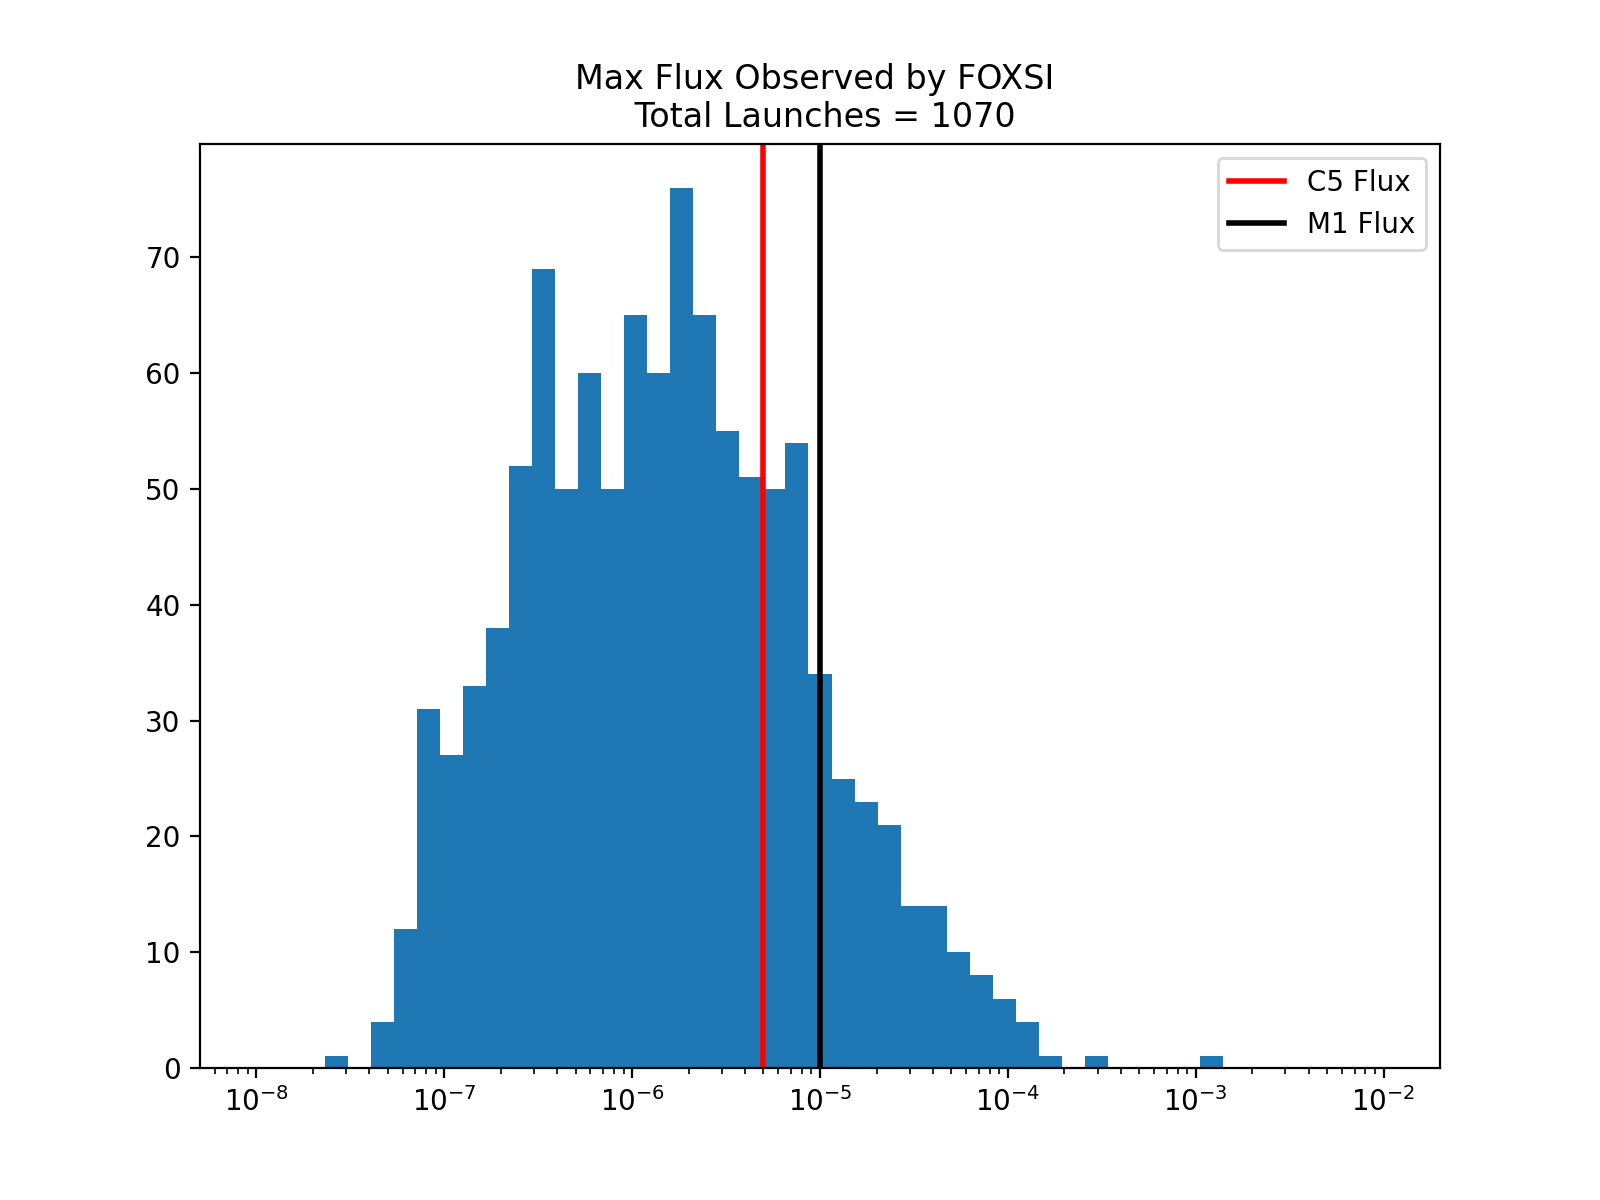 Max Flux Observed by FOXSI
Total Launches = 1070
C5 Flux
M1 Flux
70
60
50
40
30
20
10
0
10⁻⁸ 10⁻⁷ 10⁻⁶ 10⁻⁵ 10⁻⁴ 10⁻³ 10⁻²